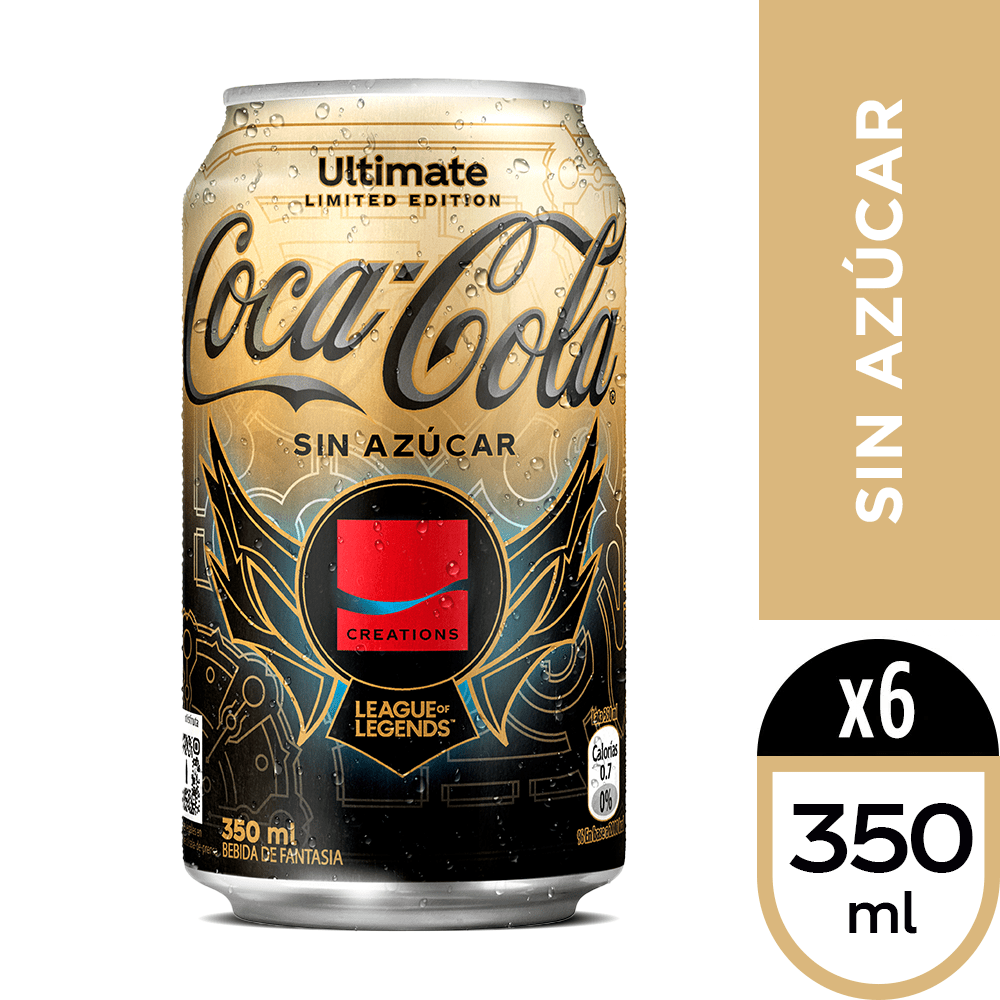 Ultimate
LIMITED EDITION
Coca-Cola
SIN AZÚCAR
CREATIONS
LEAGUE OF
LEGENDS™
Calorías
0.7
0%
350 ml
BEBIDA DE FANTASIA
SIN AZÚCAR
x6
350
ml